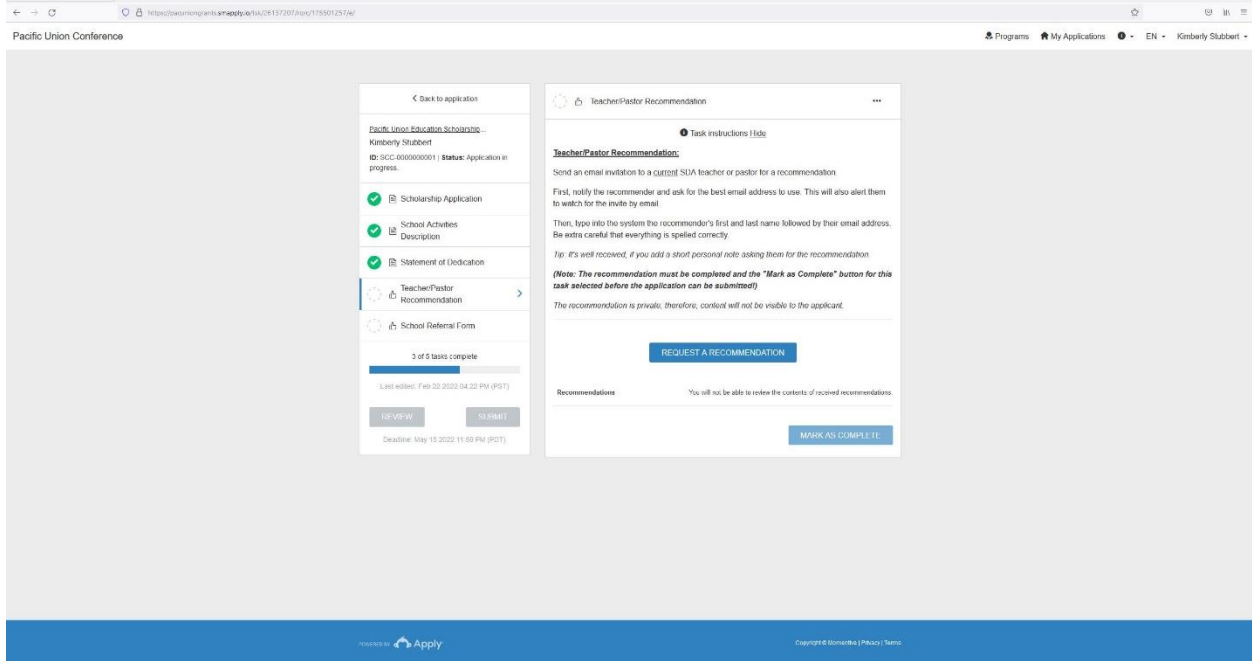 https://pacuniongrants.smapply.io/tsk/26137207/rqrc/175501257/e/
Pacific Union Conference
Programs
My Applications
EN
Kimberly Stubbert
Back to application
Pacific Union Education Scholarship...
Kimberly Stubbert
ID: SCC-0000000001 | Status: Application in
progress.
Scholarship Application
School Activities
Description
Statement of Dedication
Teacher/Pastor
Recommendation
School Referral Form
3 of 5 tasks complete
Last edited: Feb 22 2022 04:22 PM (PST)
REVIEW
SUBMIT
Deadline: May 15 2022 11:59 PM (PDT)
Teacher/Pastor Recommendation
Task instructions Hide
Teacher/Pastor Recommendation:
Send an email invitation to a current SDA teacher or pastor for a recommendation.
First, notify the recommender and ask for the best email address to use. This will also alert them
to watch for the invite by email.
Then, type into the system the recommender's first and last name followed by their email address.
Be extra careful that everything is spelled correctly.
Tip: It's well received, if you add a short personal note asking them for the recommendation.
(Note: The recommendation must be completed and the "Mark as Complete" button for this
task selected before the application can be submitted!)
The recommendation is private, therefore, content will not be visible to the applicant.
REQUEST A RECOMMENDATION
Recommendations
You will not be able to review the contents of received recommendations.
MARK AS COMPLETE
POWERED BY Apply
Copyright © Momentive | Privacy | Terms